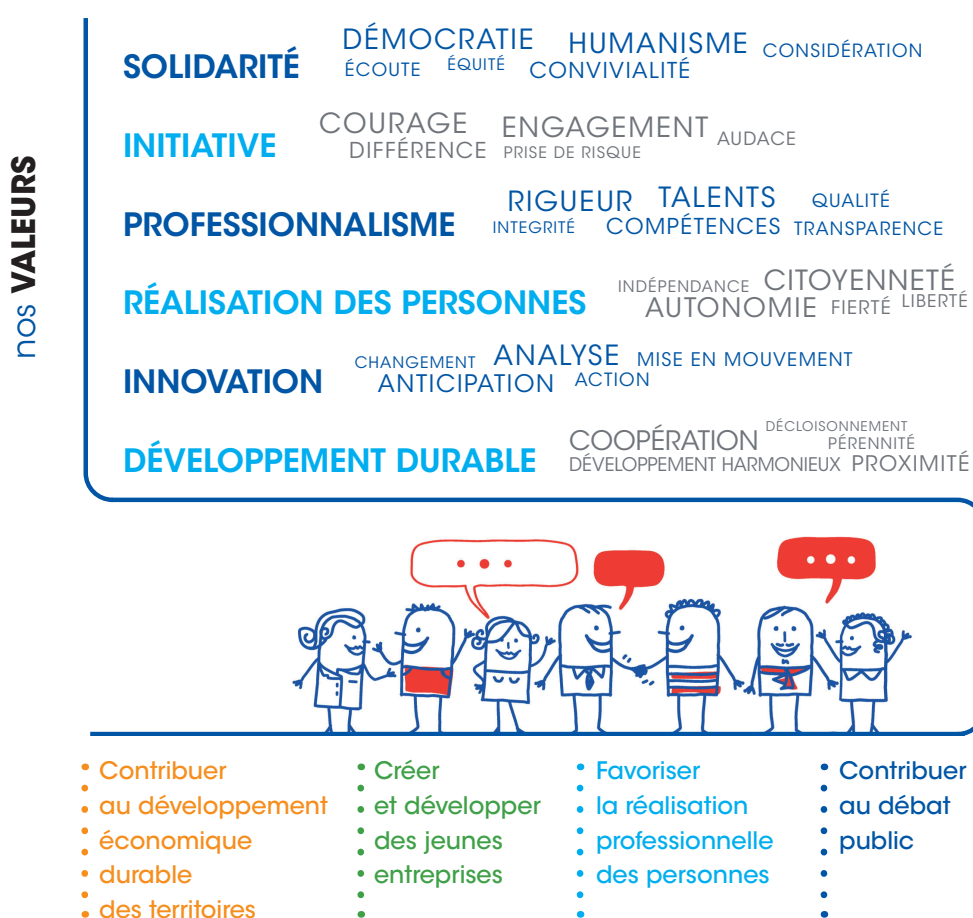 nos VALEURS
SOLIDARITÉ
DÉMOCRATIE HUMANISME CONSIDÉRATION
ÉCOUTE ÉQUITÉ CONVIVIALITÉ
INITIATIVE
COURAGE ENGAGEMENT AUDACE
DIFFÉRENCE PRISE DE RISQUE
PROFESSIONNALISME
RIGUEUR TALENTS QUALITÉ
INTEGRITÉ COMPÉTENCES TRANSPARENCE
RÉALISATION DES PERSONNES
INDÉPENDANCE CITOYENNETÉ
AUTONOMIE FIERTÉ LIBERTÉ
INNOVATION
CHANGEMENT ANALYSE MISE EN MOUVEMENT
ANTICIPATION ACTION
DÉVELOPPEMENT DURABLE
COOPÉRATION DÉCLOISONNEMENT
PÉRENNITÉ
DÉVELOPPEMENT HARMONIEUX PROXIMITÉ
Contribuer
au développement
économique
durable
des territoires
Créer
et développer
des jeunes
entreprises
Favoriser
la réalisation
professionnelle
des personnes
Contribuer
au débat
public